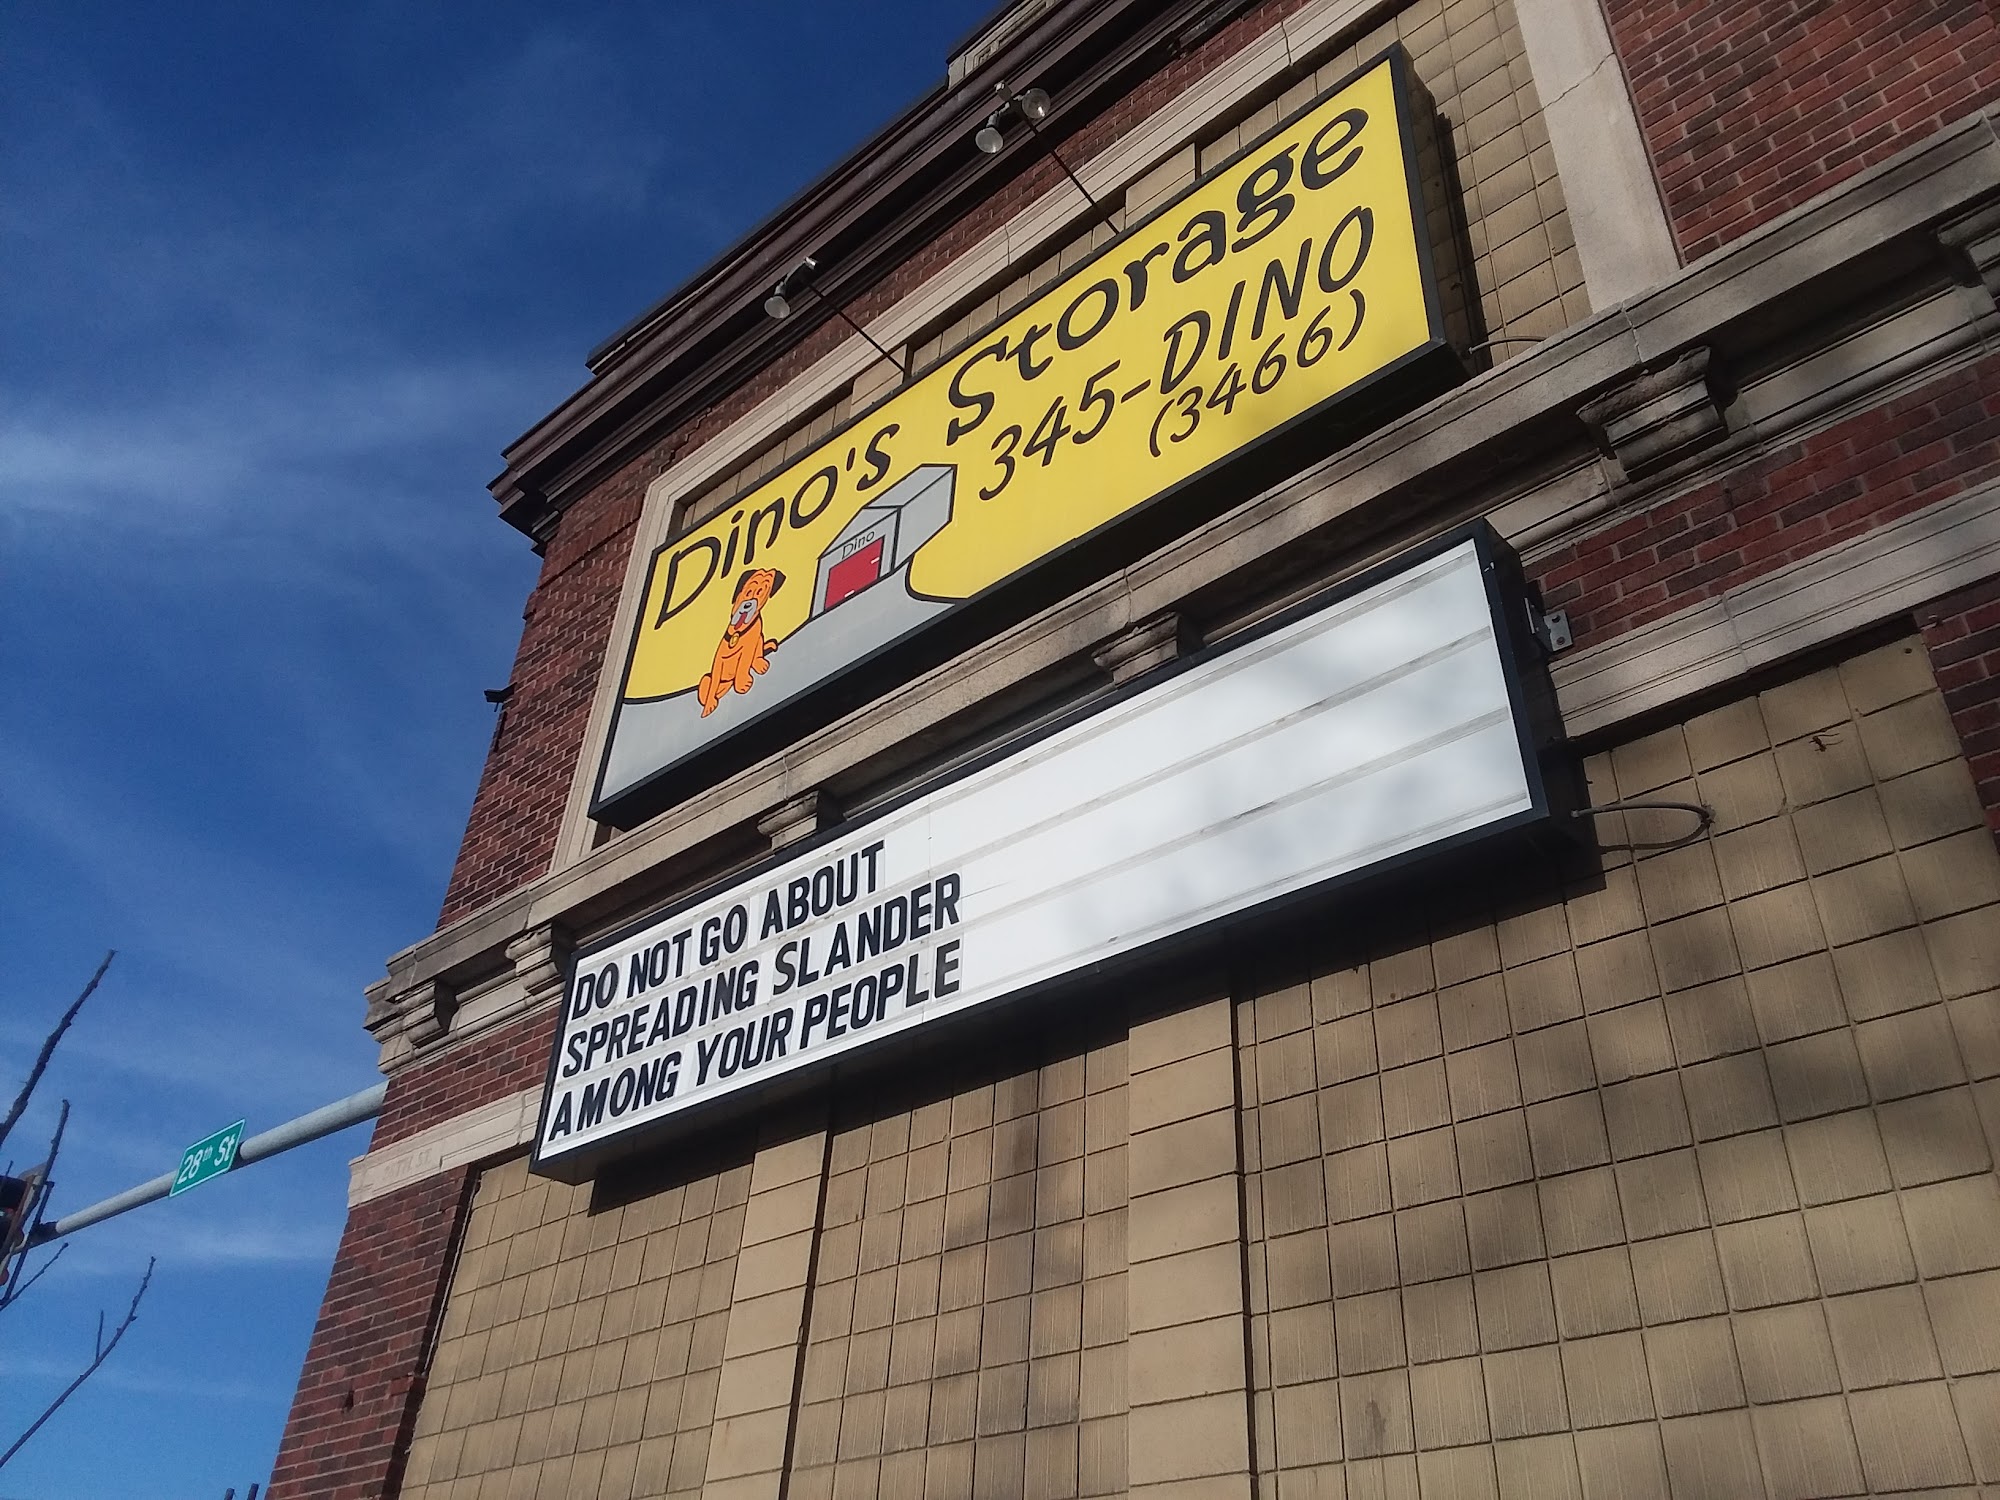 Dino's Storage
345-DINO
(3466)
Dino
DO NOT GO ABOUT
SPREADING SLANDER
AMONG YOUR PEOPLE
28th St